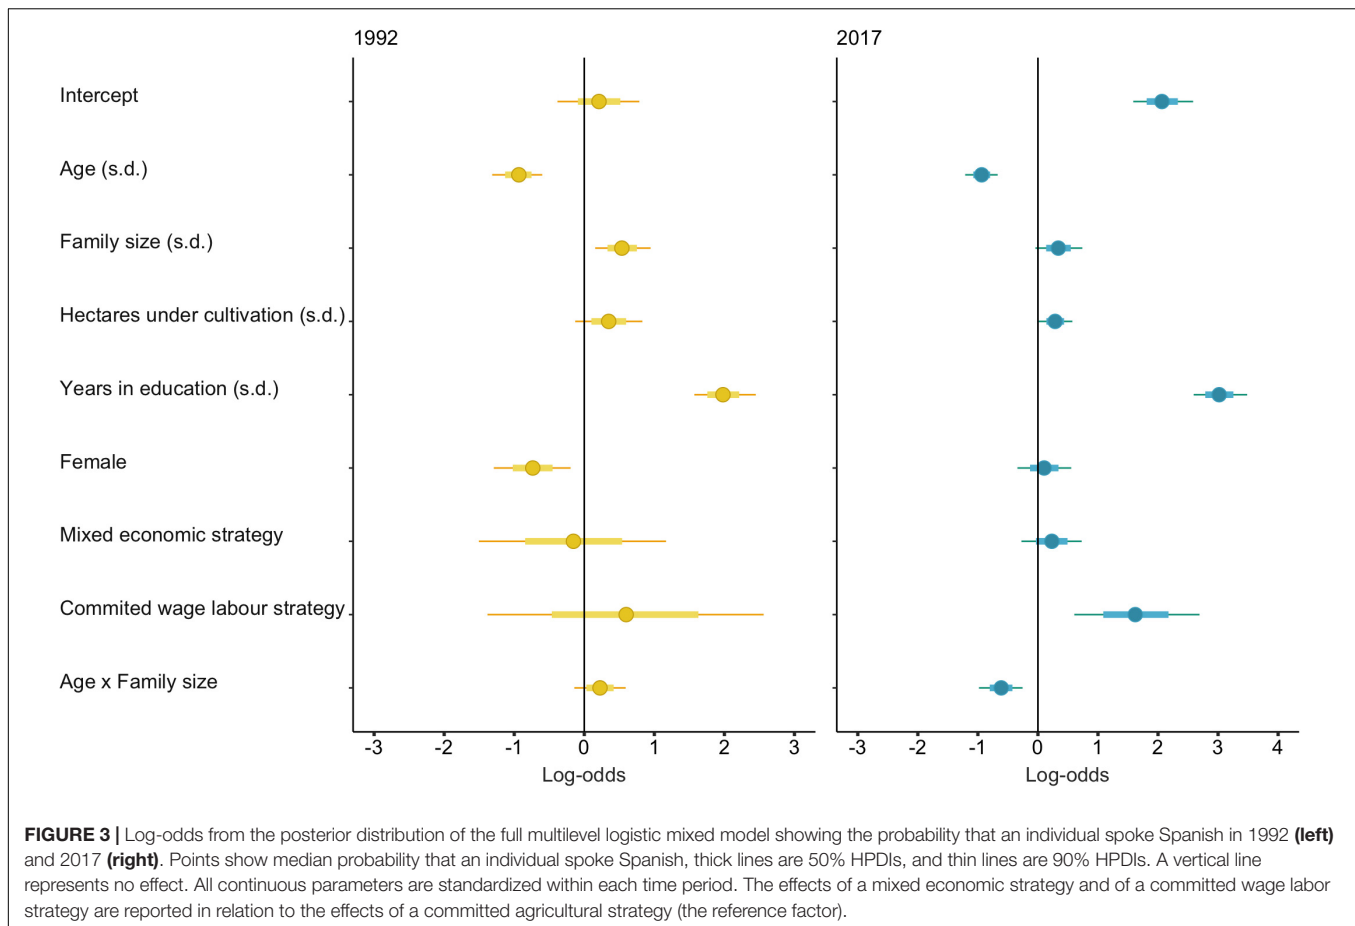 1992
2017
Intercept
Age (s.d.)
Family size (s.d.)
Hectares under cultivation (s.d.)
Years in education (s.d.)
Female
Mixed economic strategy
Commited wage labour strategy
Age x Family size
-3 -2 -1 0 1 2 3
-3 -2 -1 0 1 2 3 4
Log-odds
Log-odds
FIGURE 3 | Log-odds from the posterior distribution of the full multilevel logistic mixed model showing the probability that an individual spoke Spanish in 1992 (left)
and 2017 (right). Points show median probability that an individual spoke Spanish, thick lines are 50% HPDIs, and thin lines are 90% HPDIs. A vertical line
represents no effect. All continuous parameters are standardized within each time period. The effects of a mixed economic strategy and of a committed wage labor
strategy are reported in relation to the effects of a committed agricultural strategy (the reference factor).